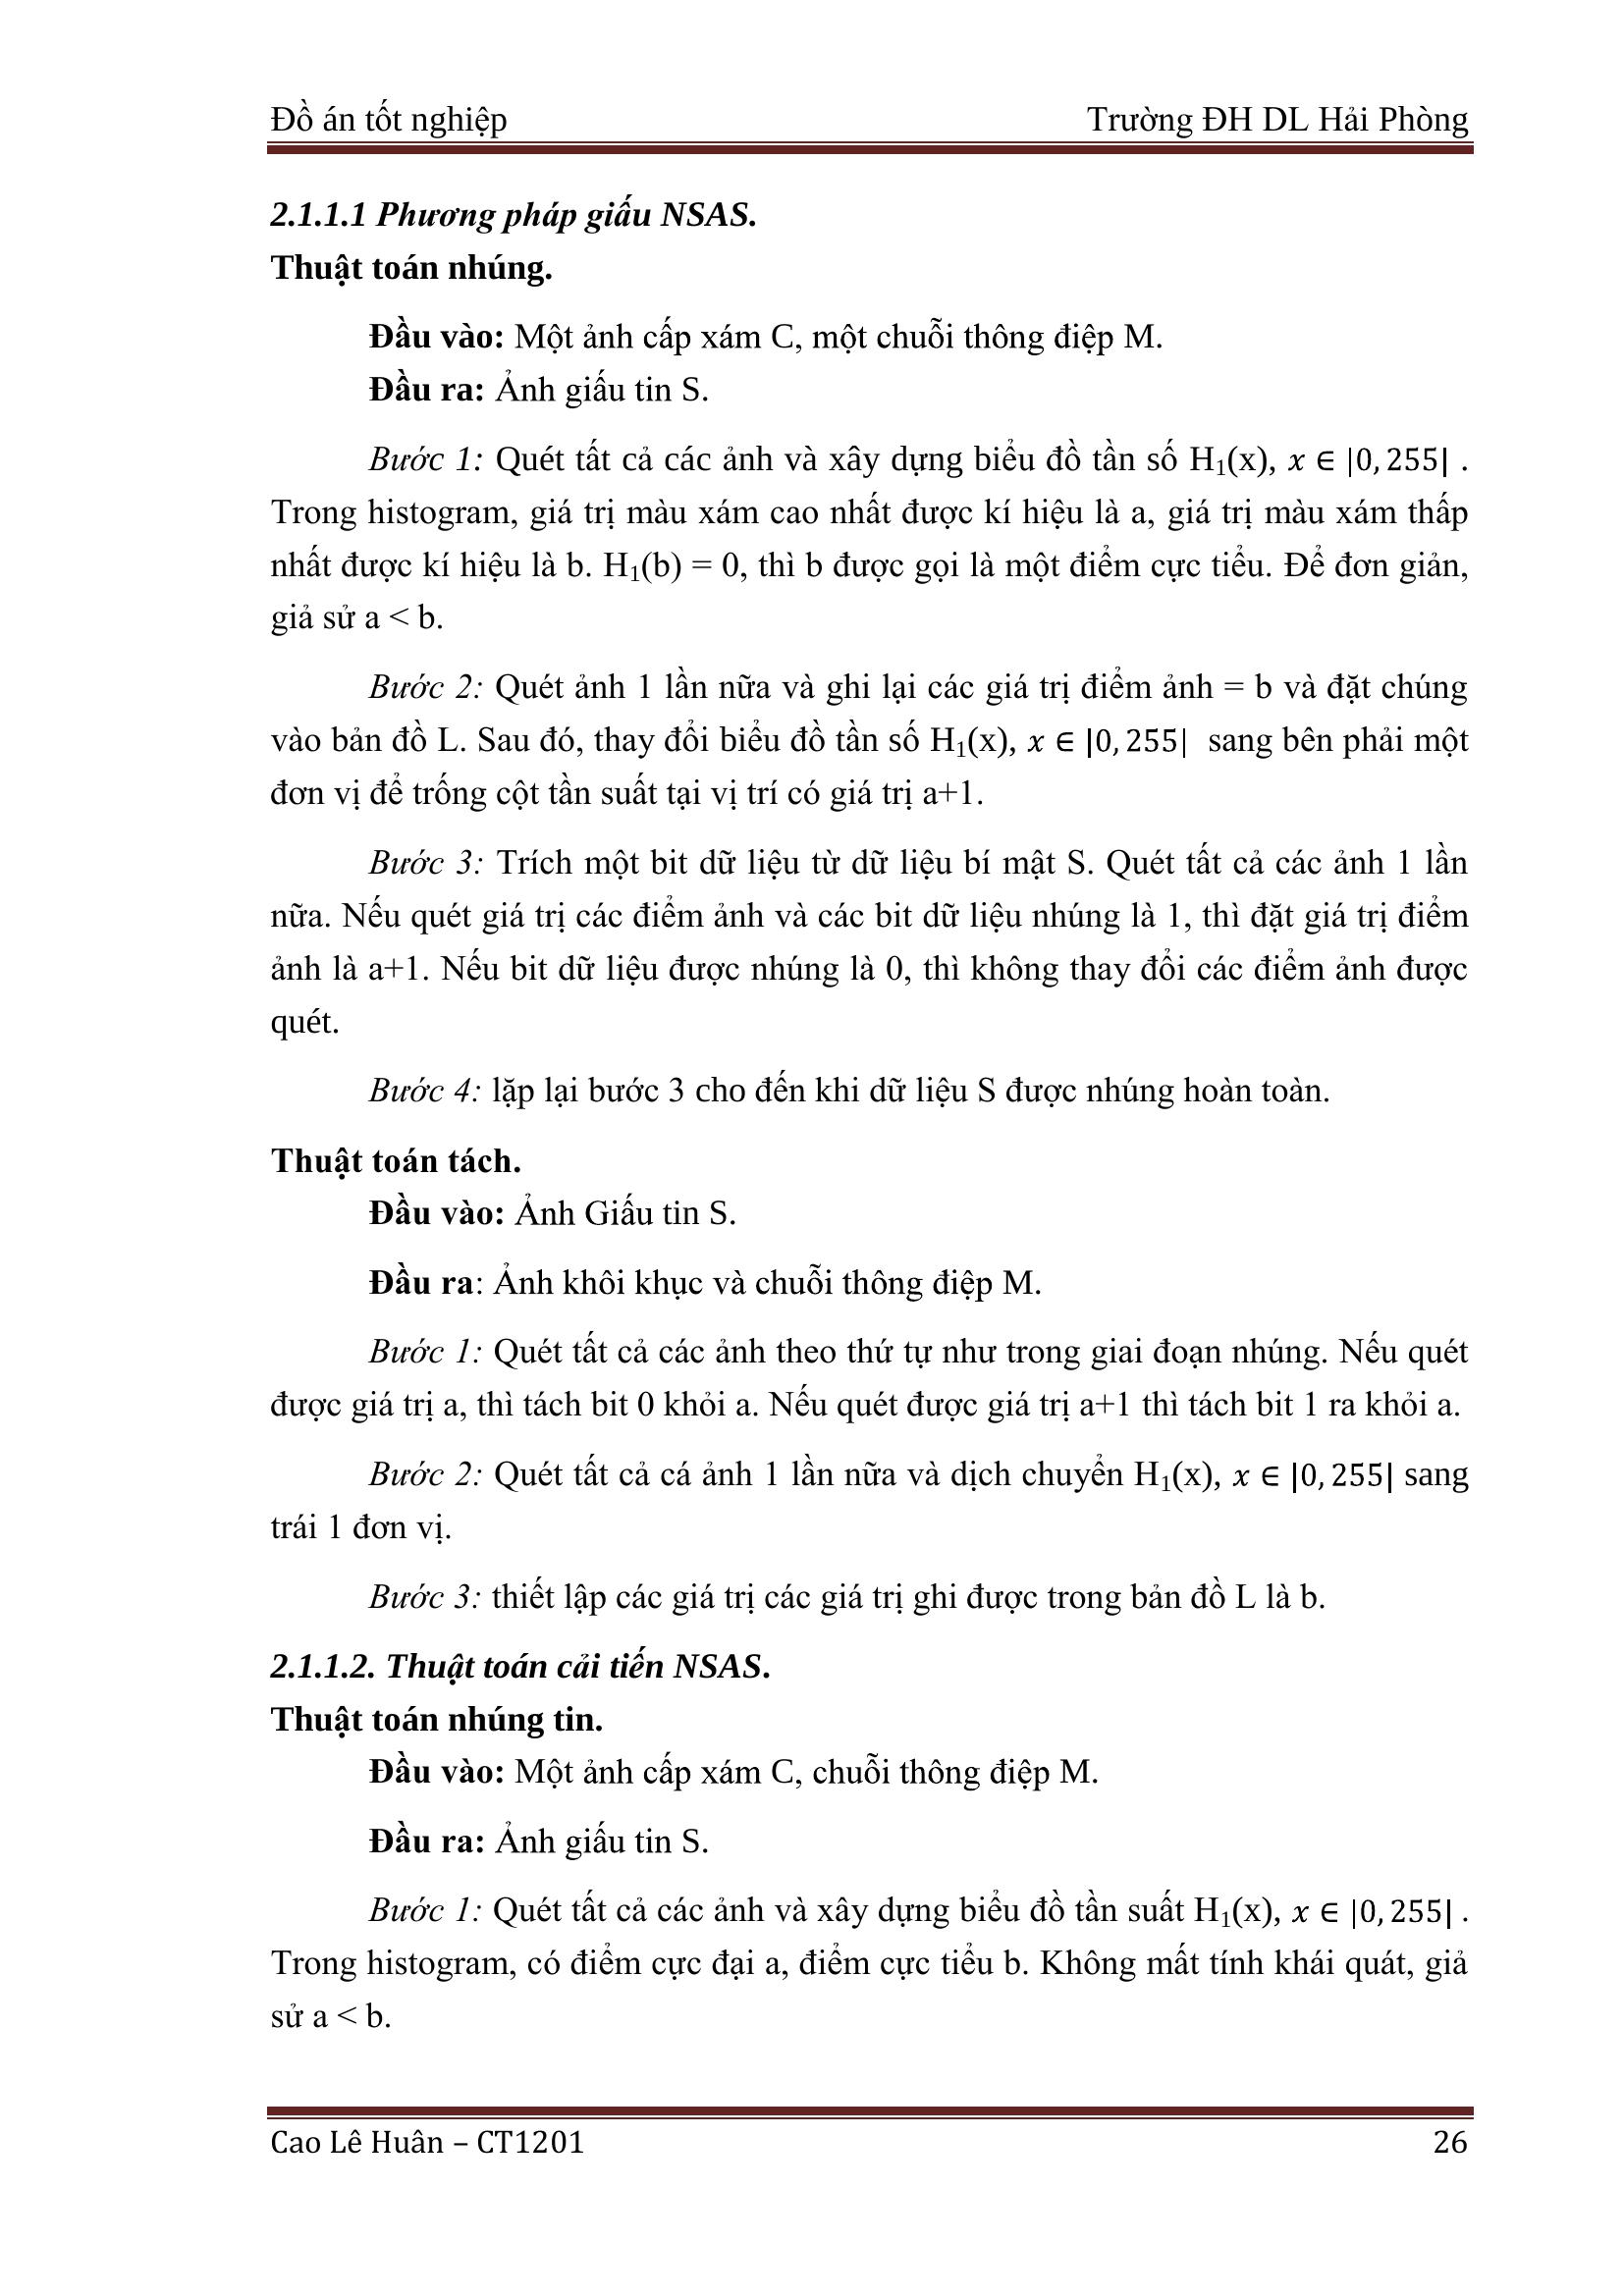 Đồ án tốt nghiệp Trường ĐH DL Hải Phòng
2.1.1.1 Phương pháp giấu NSAS.
Thuật toán nhúng.
Đầu vào: Một ảnh cấp xám C, một chuỗi thông điệp M.
Đầu ra: Ảnh giấu tin S.
Bước 1: Quét tất cả các ảnh và xây dựng biểu đồ tần số H₁(x), x ∈ |0, 255| .
Trong histogram, giá trị màu xám cao nhất được kí hiệu là a, giá trị màu xám thấp
nhất được kí hiệu là b. H₁(b) = 0, thì b được gọi là một điểm cực tiểu. Để đơn giản,
giả sử a < b.
Bước 2: Quét ảnh 1 lần nữa và ghi lại các giá trị điểm ảnh = b và đặt chúng
vào bản đồ L. Sau đó, thay đổi biểu đồ tần số H₁(x), x ∈ |0, 255| sang bên phải một
đơn vị để trống cột tần suất tại vị trí có giá trị a+1.
Bước 3: Trích một bit dữ liệu từ dữ liệu bí mật S. Quét tất cả các ảnh 1 lần
nữa. Nếu quét giá trị các điểm ảnh và các bit dữ liệu nhúng là 1, thì đặt giá trị điểm
ảnh là a+1. Nếu bit dữ liệu được nhúng là 0, thì không thay đổi các điểm ảnh được
quét.
Bước 4: lặp lại bước 3 cho đến khi dữ liệu S được nhúng hoàn toàn.
Thuật toán tách.
Đầu vào: Ảnh Giấu tin S.
Đầu ra: Ảnh khôi khục và chuỗi thông điệp M.
Bước 1: Quét tất cả các ảnh theo thứ tự như trong giai đoạn nhúng. Nếu quét
được giá trị a, thì tách bit 0 khỏi a. Nếu quét được giá trị a+1 thì tách bit 1 ra khỏi a.
Bước 2: Quét tất cả cá ảnh 1 lần nữa và dịch chuyển H₁(x), x ∈ |0, 255| sang
trái 1 đơn vị.
Bước 3: thiết lập các giá trị các giá trị ghi được trong bản đồ L là b.
2.1.1.2. Thuật toán cải tiến NSAS.
Thuật toán nhúng tin.
Đầu vào: Một ảnh cấp xám C, chuỗi thông điệp M.
Đầu ra: Ảnh giấu tin S.
Bước 1: Quét tất cả các ảnh và xây dựng biểu đồ tần suất H₁(x), x ∈ |0, 255| .
Trong histogram, có điểm cực đại a, điểm cực tiểu b. Không mất tính khái quát, giả
sử a < b.
Cao Lê Huân – CT1201 26